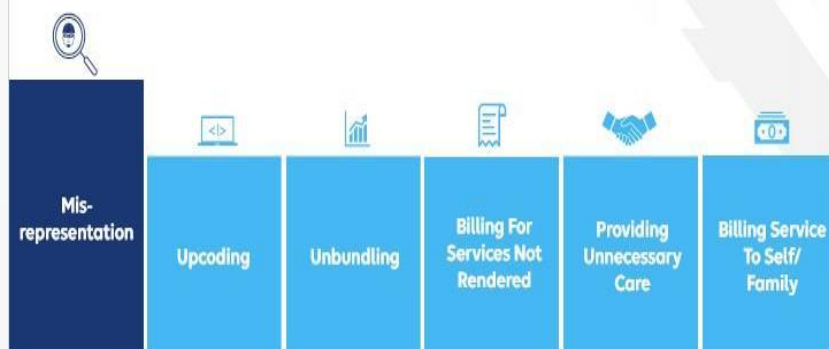 Mis-
representation
Upcoding
Unbundling
Billing For
Services Not
Rendered
Providing
Unnecessary
Care
Billing Service
To Self/
Family